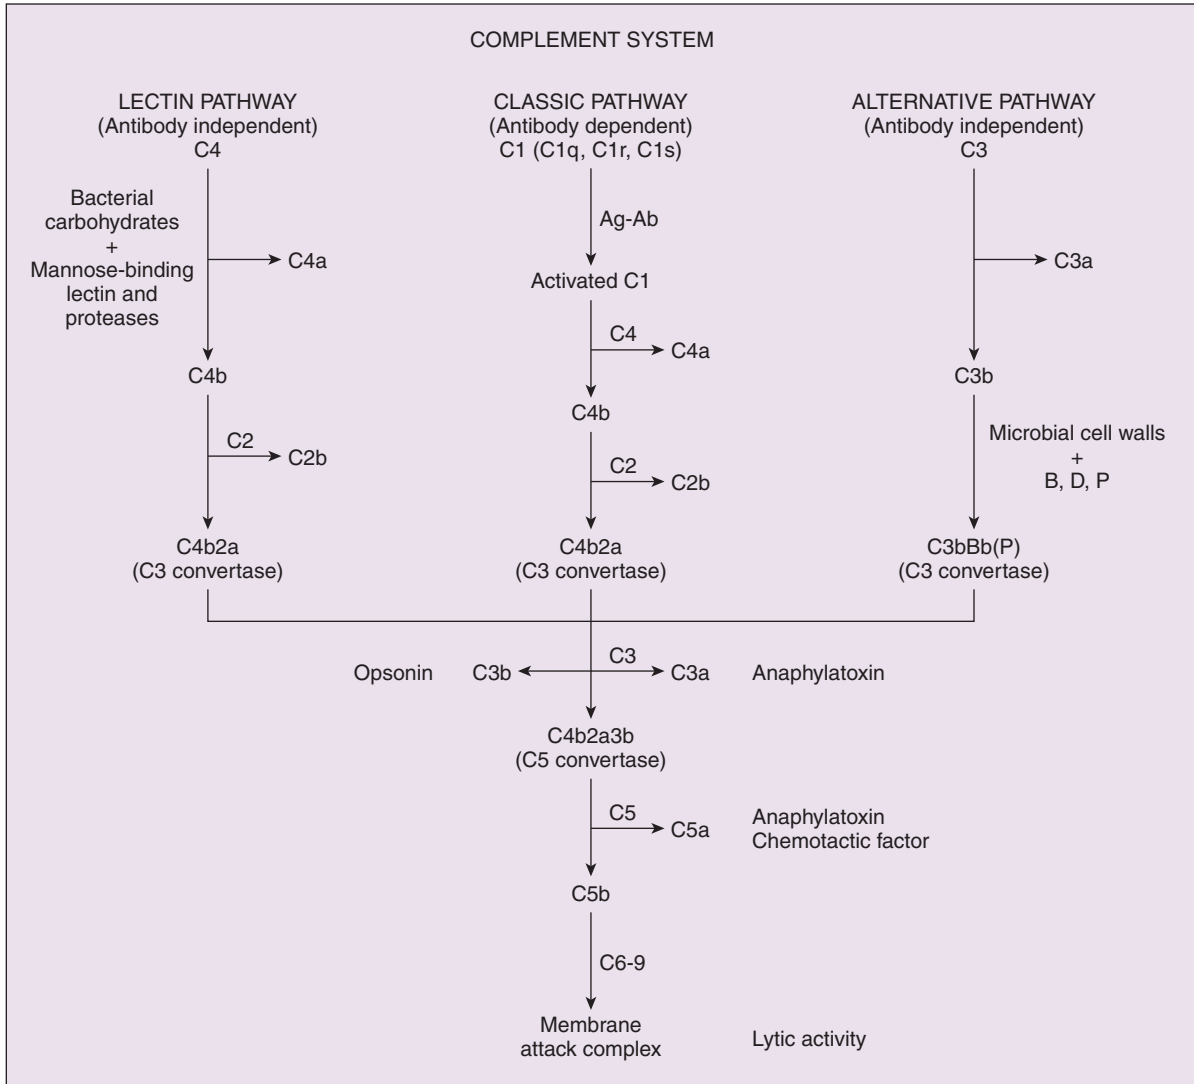 COMPLEMENT SYSTEM
LECTIN PATHWAY
(Antibody independent)
C4
Bacterial
carbohydrates
+
Mannose-binding
lectin and
proteases
C4a
C4b
C2
C2b
C4b2a
(C3 convertase)
CLASSIC PATHWAY
(Antibody dependent)
C1 (C1q, C1r, C1s)
Ag-Ab
Activated C1
C4
C4a
C4b
C2
C2b
C4b2a
(C3 convertase)
ALTERNATIVE PATHWAY
(Antibody independent)
C3
C3a
C3b
Microbial cell walls
+
B, D, P
C3bBb(P)
(C3 convertase)
Opsonin
C3b
C3
C3a
Anaphylatoxin
C4b2a3b
(C5 convertase)
C5
C5a
Anaphylatoxin
Chemotactic factor
C5b
C6-9
Membrane
attack complex
Lytic activity